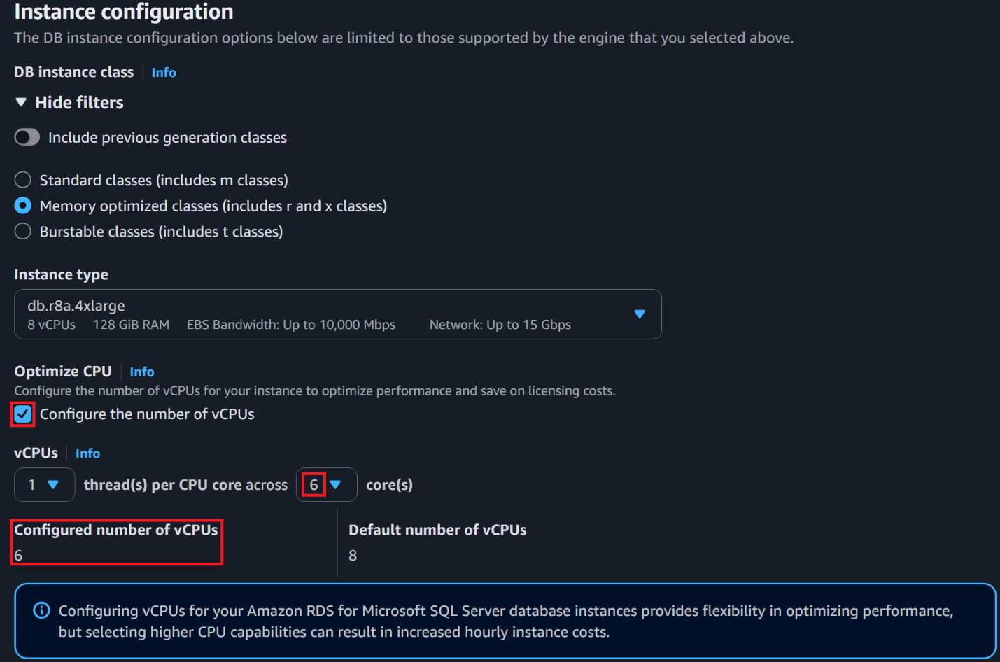 Instance configuration
The DB instance configuration options below are limited to those supported by the engine that you selected above.
DB instance class Info
Hide filters
Include previous generation classes
Standard classes (includes m classes)
Memory optimized classes (includes r and x classes)
Burstable classes (includes t classes)
Instance type
db.r8a.4xlarge
8 vCPUs 128 GiB RAM EBS Bandwidth: Up to 10,000 Mbps Network: Up to 15 Gbps
Optimize CPU Info
Configure the number of vCPUs for your instance to optimize performance and save on licensing costs.
Configure the number of vCPUs
vCPUs Info
1 thread(s) per CPU core across 6 core(s)
Configured number of vCPUs Default number of vCPUs
6 8
Configuring vCPUs for your Amazon RDS for Microsoft SQL Server database instances provides flexibility in optimizing performance,
but selecting higher CPU capabilities can result in increased hourly instance costs.